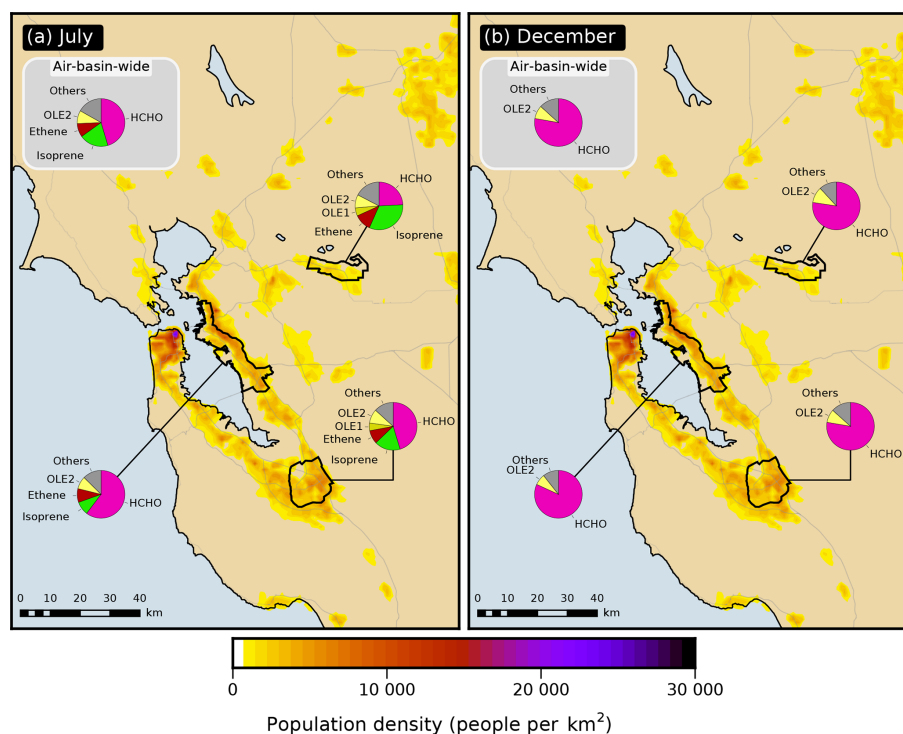 (a) July
Air-basin-wide
Others
OLE2
HCHO
Ethene
Isoprene
Others
HCHO
OLE2
OLE1
Ethene
Isoprene
Others
OLE2
HCHO
OLE1
Ethene
Isoprene
Others
OLE2
Ethene
HCHO
Isoprene
0 10 20 30 40 km
(b) December
Air-basin-wide
Others
OLE2
HCHO
Others
OLE2
HCHO
Others
OLE2
HCHO
Others
OLE2
HCHO
0 10 20 30 40 km
0 10 000 20 000 30 000
Population density (people per km²)